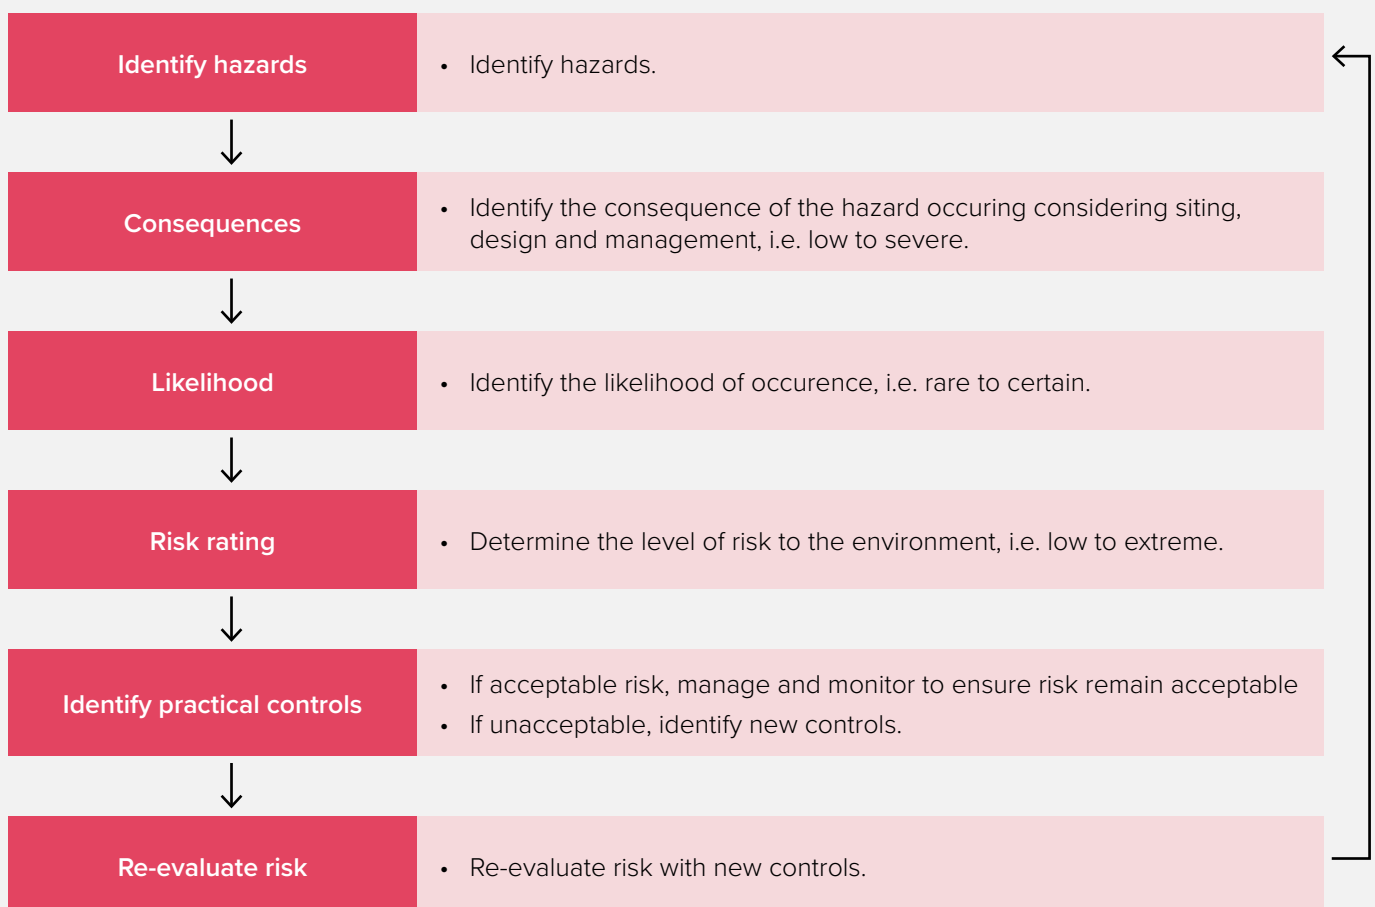 Identify hazards
• Identify hazards.
Consequences
• Identify the consequence of the hazard occuring considering siting,
design and management, i.e. low to severe.
Likelihood
• Identify the likelihood of occurence, i.e. rare to certain.
Risk rating
• Determine the level of risk to the environment, i.e. low to extreme.
Identify practical controls
• If acceptable risk, manage and monitor to ensure risk remain acceptable
• If unacceptable, identify new controls.
Re-evaluate risk
• Re-evaluate risk with new controls.